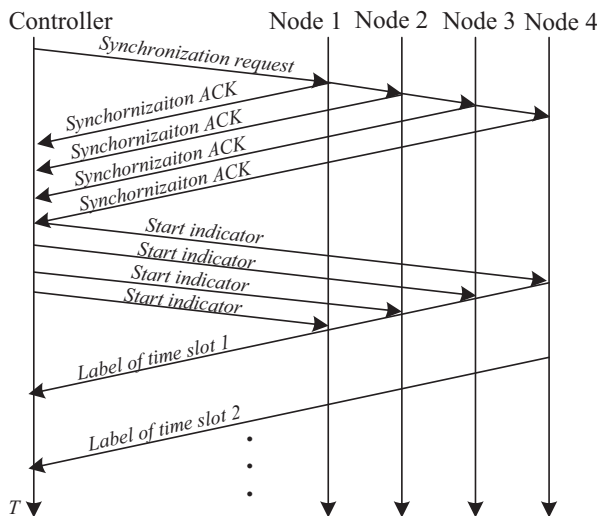 Controller Node 1 Node 2 Node 3 Node 4
Synchronization request
Synchornizaiton ACK
Synchornizaiton ACK
Synchornizaiton ACK
Synchornizaiton ACK
Start indicator
Start indicator
Start indicator
Start indicator
Label of time slot 1
Label of time slot 2
T